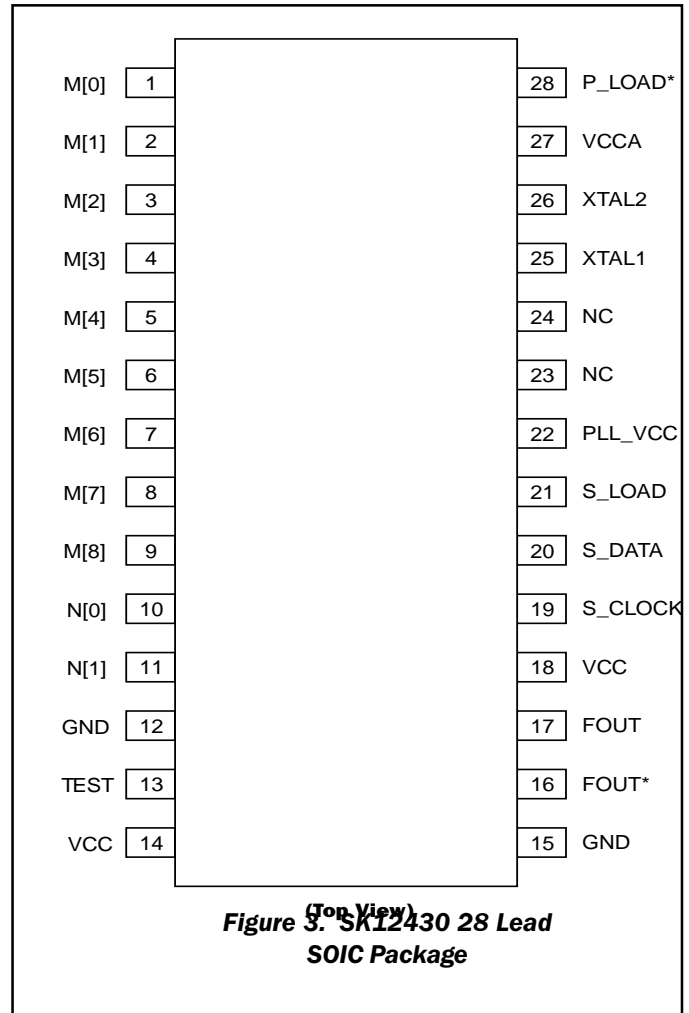 M[0] 1 28 P_LOAD*
M[1] 2 27 VCCA
M[2] 3 26 XTAL2
M[3] 4 25 XTAL1
M[4] 5 24 NC
M[5] 6 23 NC
M[6] 7 22 PLL_VCC
M[7] 8 21 S_LOAD
M[8] 9 20 S_DATA
N[0] 10 19 S_CLOCK
N[1] 11 18 VCC
GND 12 17 FOUT
TEST 13 16 FOUT*
VCC 14 15 GND
(Top View)
Figure 3. SK12430 28 Lead
SOIC Package